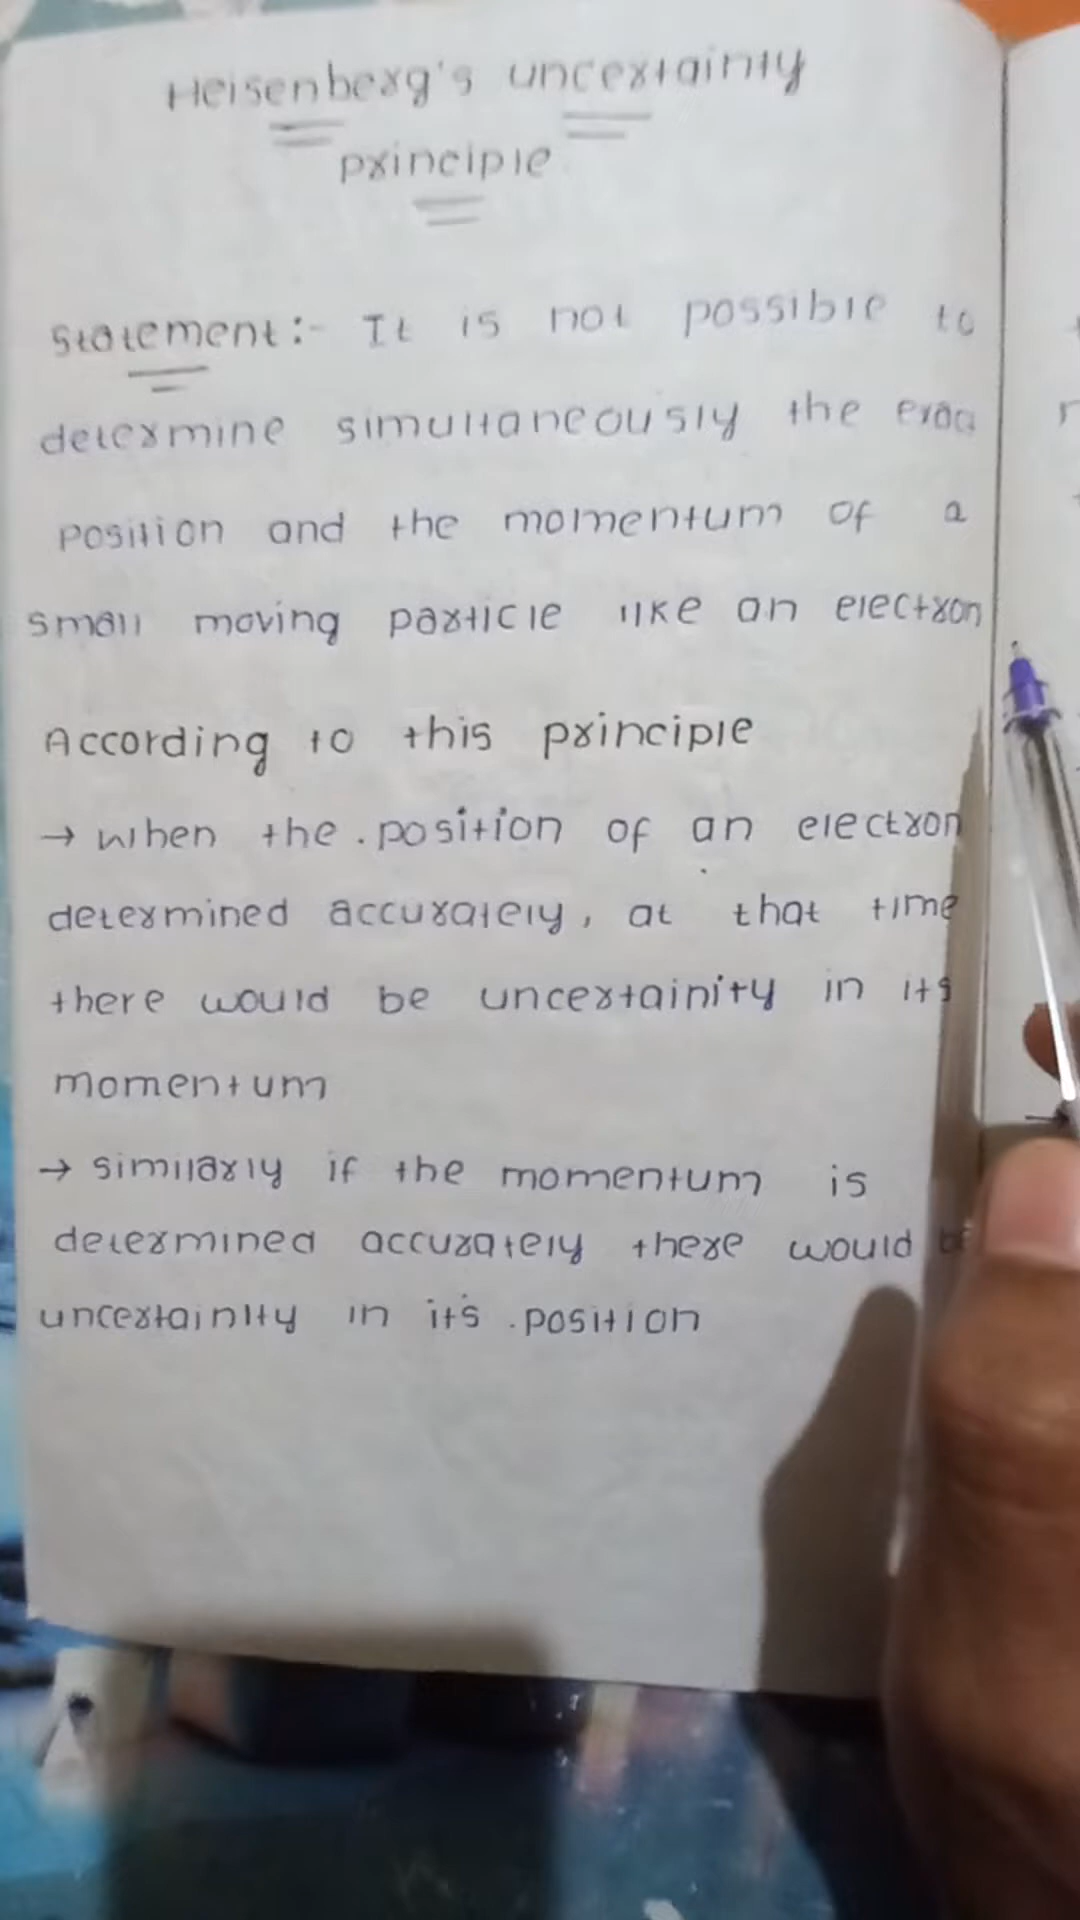 Heisenberg's uncertainty
principle
Statement:- It is not possible to
determine simultaneously the exact
position and the momentum of a
small moving particle like an electron
According to this principle
→ when the position of an electron
determined accurately, at that time
there would be uncertainity in its
momentum
→ similarly if the momentum is
determined accurately there would be
uncertainity in it's position